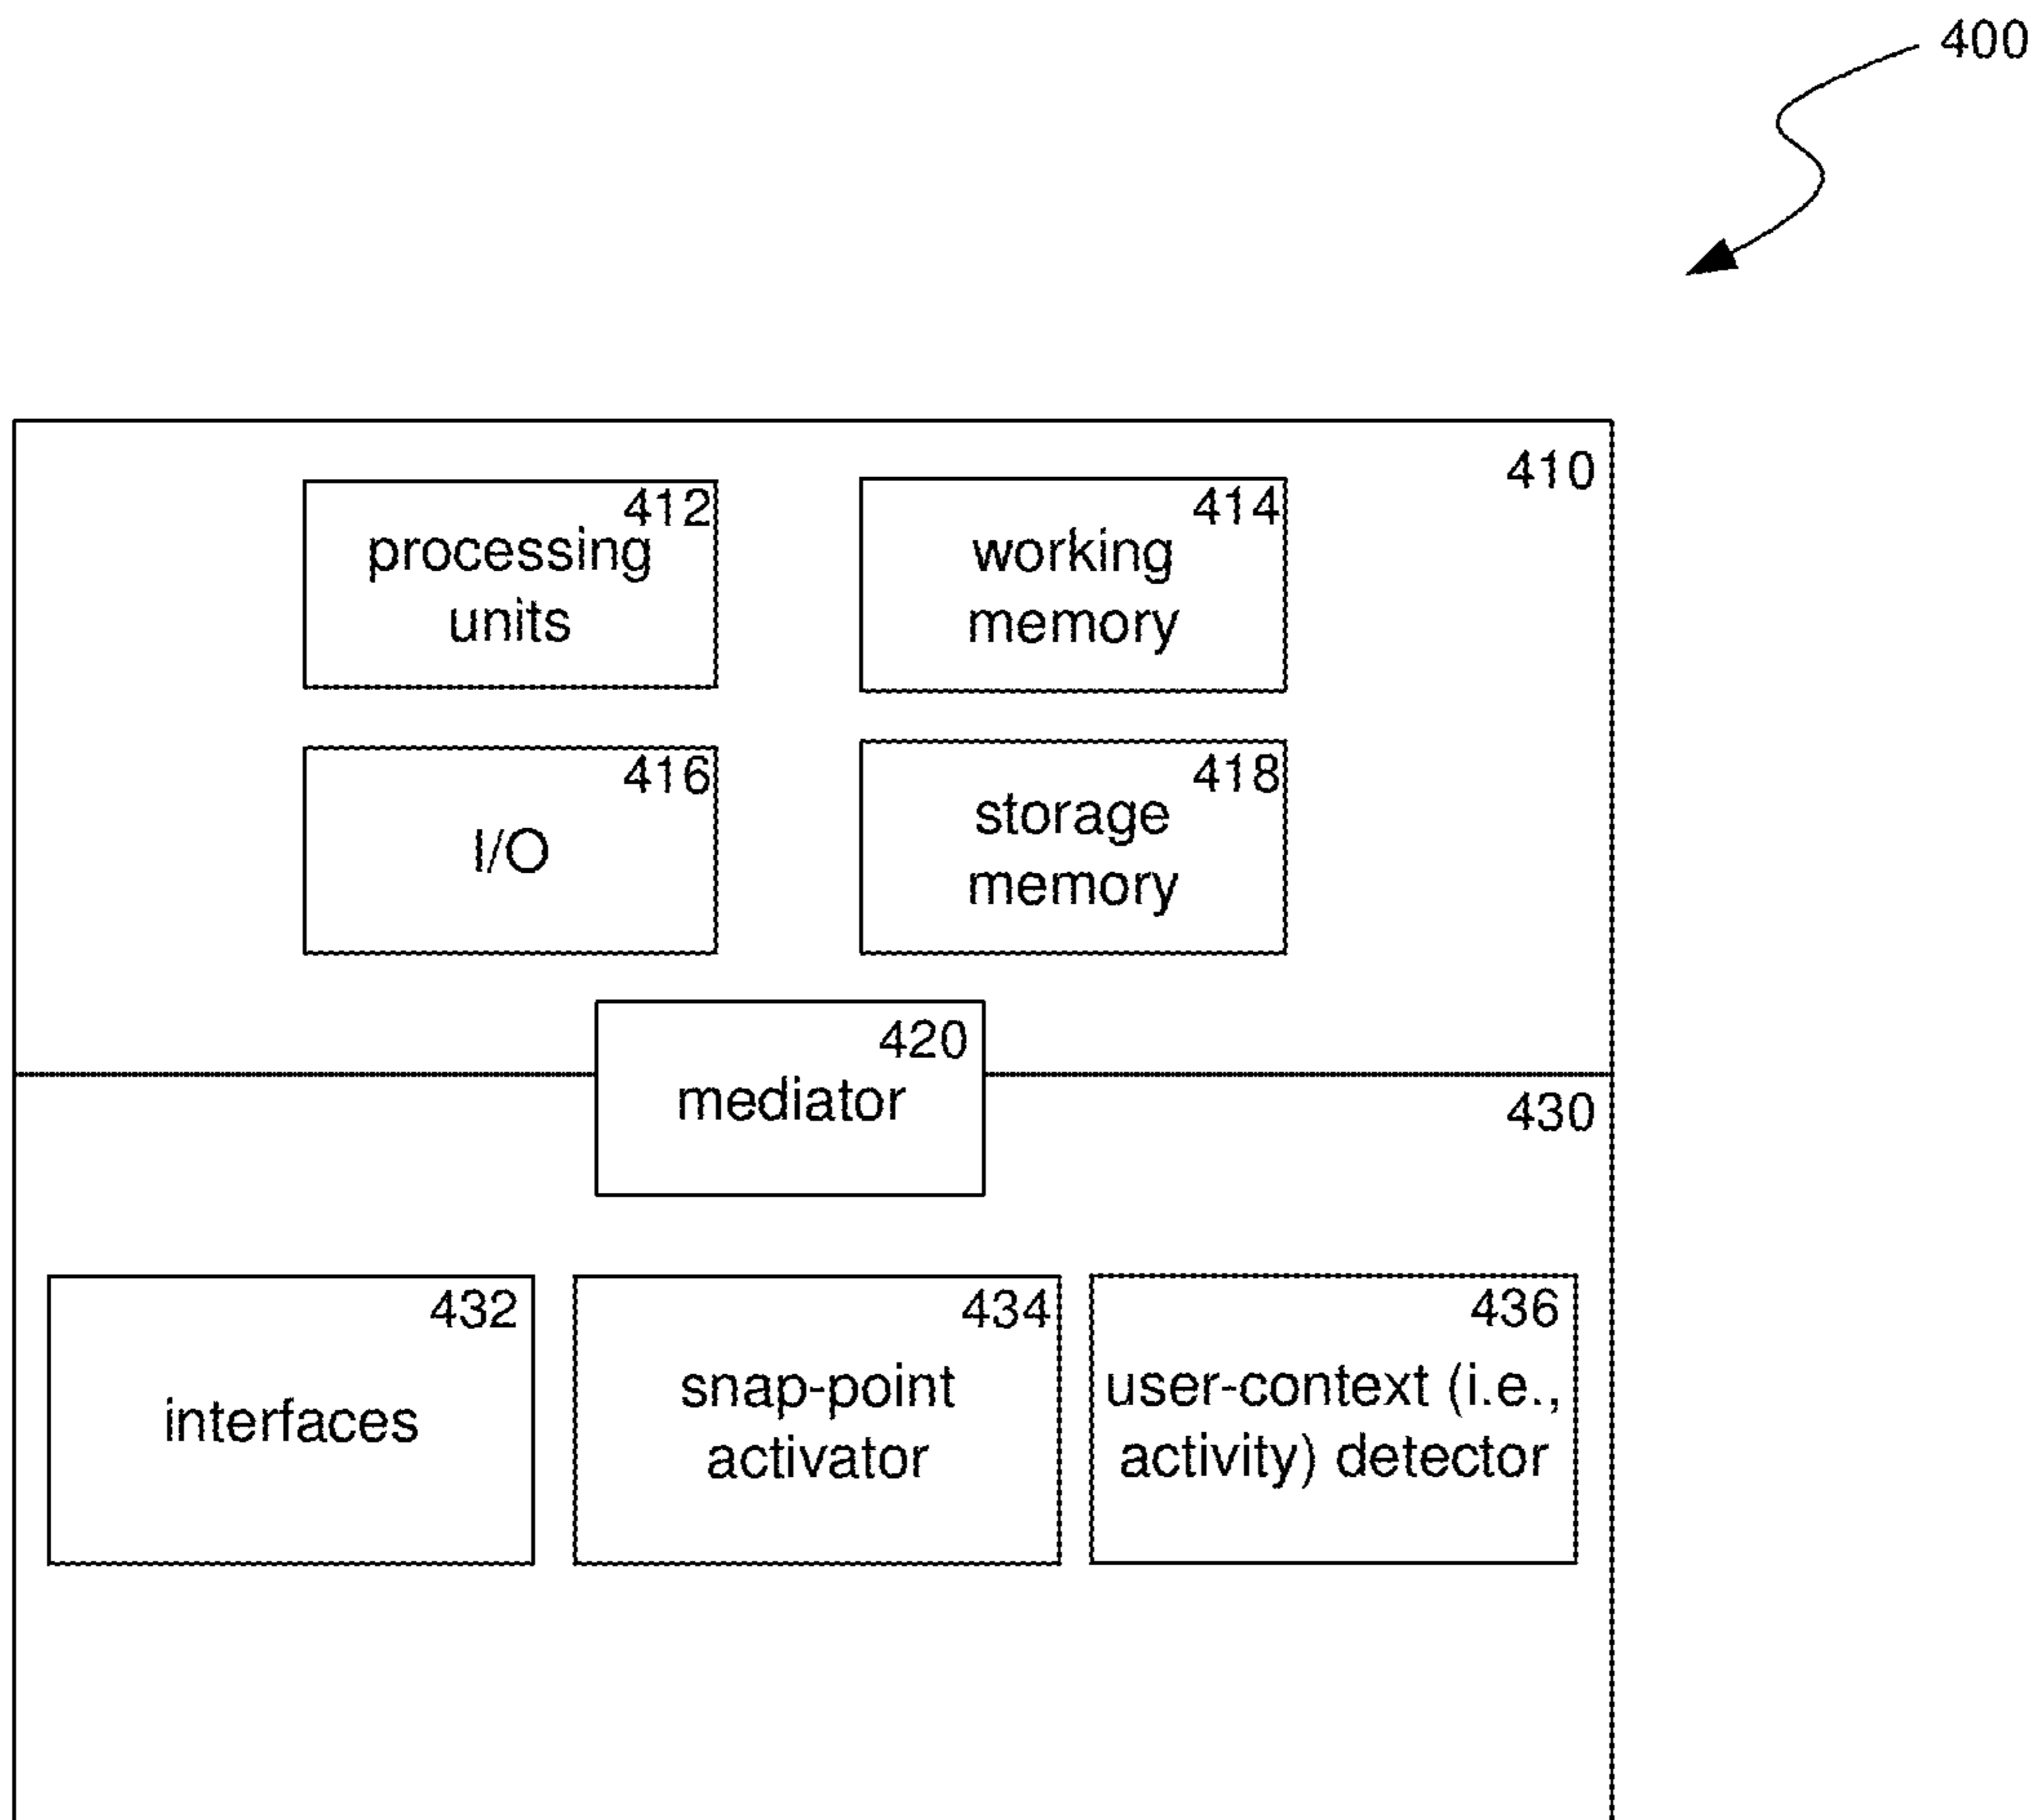 400
410
412
processing
units
414
working
memory
416
I/O
418
storage
memory
420
mediator
430
432
interfaces
434
snap-point
activator
436
user-context (i.e.,
activity) detector